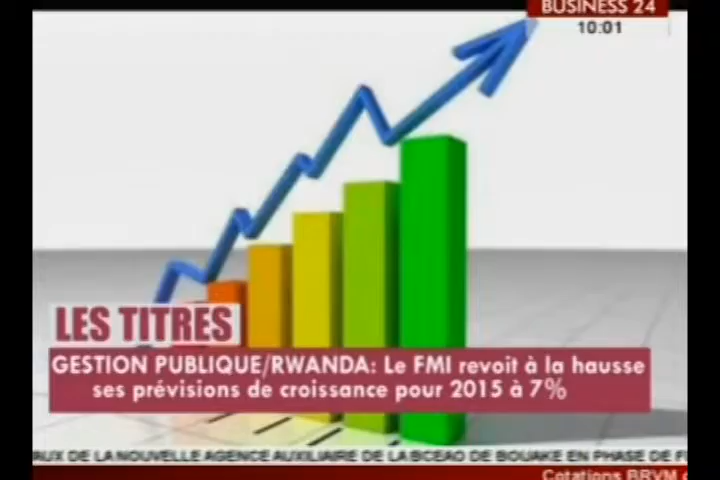 BUSINESS 24
10:01
LES TITRES
GESTION PUBLIQUE/RWANDA: Le FMI revoit à la hausse
ses prévisions de croissance pour 2015 à 7%
AUX DE LA NOUVELLE AGENCE AUXILIAIRE DE LA BCEAO DE BOUAKE EN PHASE DE
Cotations BRVM